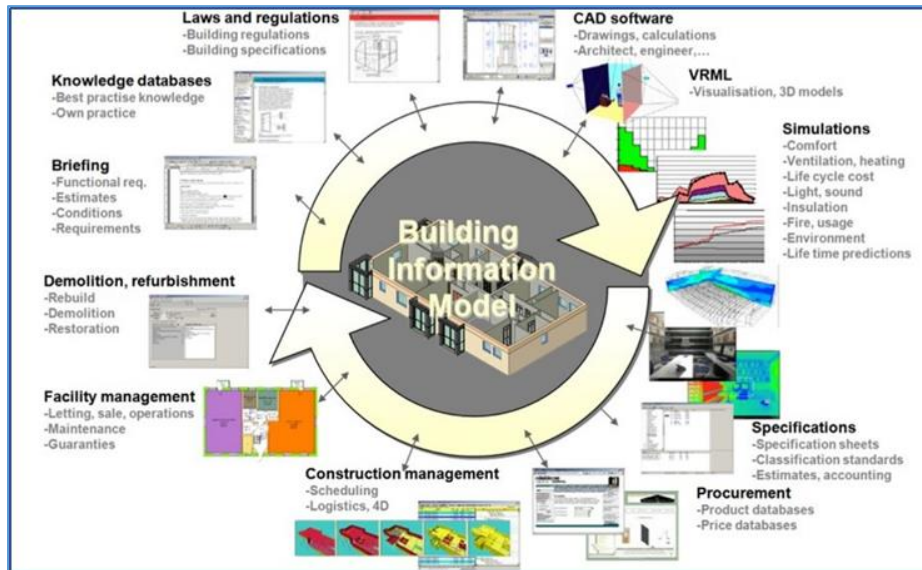 Laws and regulations
-Building regulations
-Building specifications
CAD software
-Drawings, calculations
-Architect, engineer,...
VRML
-Visualisation, 3D models
Knowledge databases
-Best practise knowledge
-Own practice
Simulations
-Comfort
-Ventilation, heating
-Life cycle cost
-Light, sound
-Insulation
-Fire, usage
-Environment
-Life time predictions
Briefing
-Functional req.
-Estimates
-Conditions
-Requirements
Building
Information
Model
Demolition, refurbishment
-Rebuild
-Demolition
-Restoration
Facility management
-Letting, sale, operations
-Maintenance
-Guaranties
Specifications
-Specification sheets
-Classification standards
-Estimates, accounting
Construction management
-Scheduling
-Logistics, 4D
Procurement
-Product databases
-Price databases